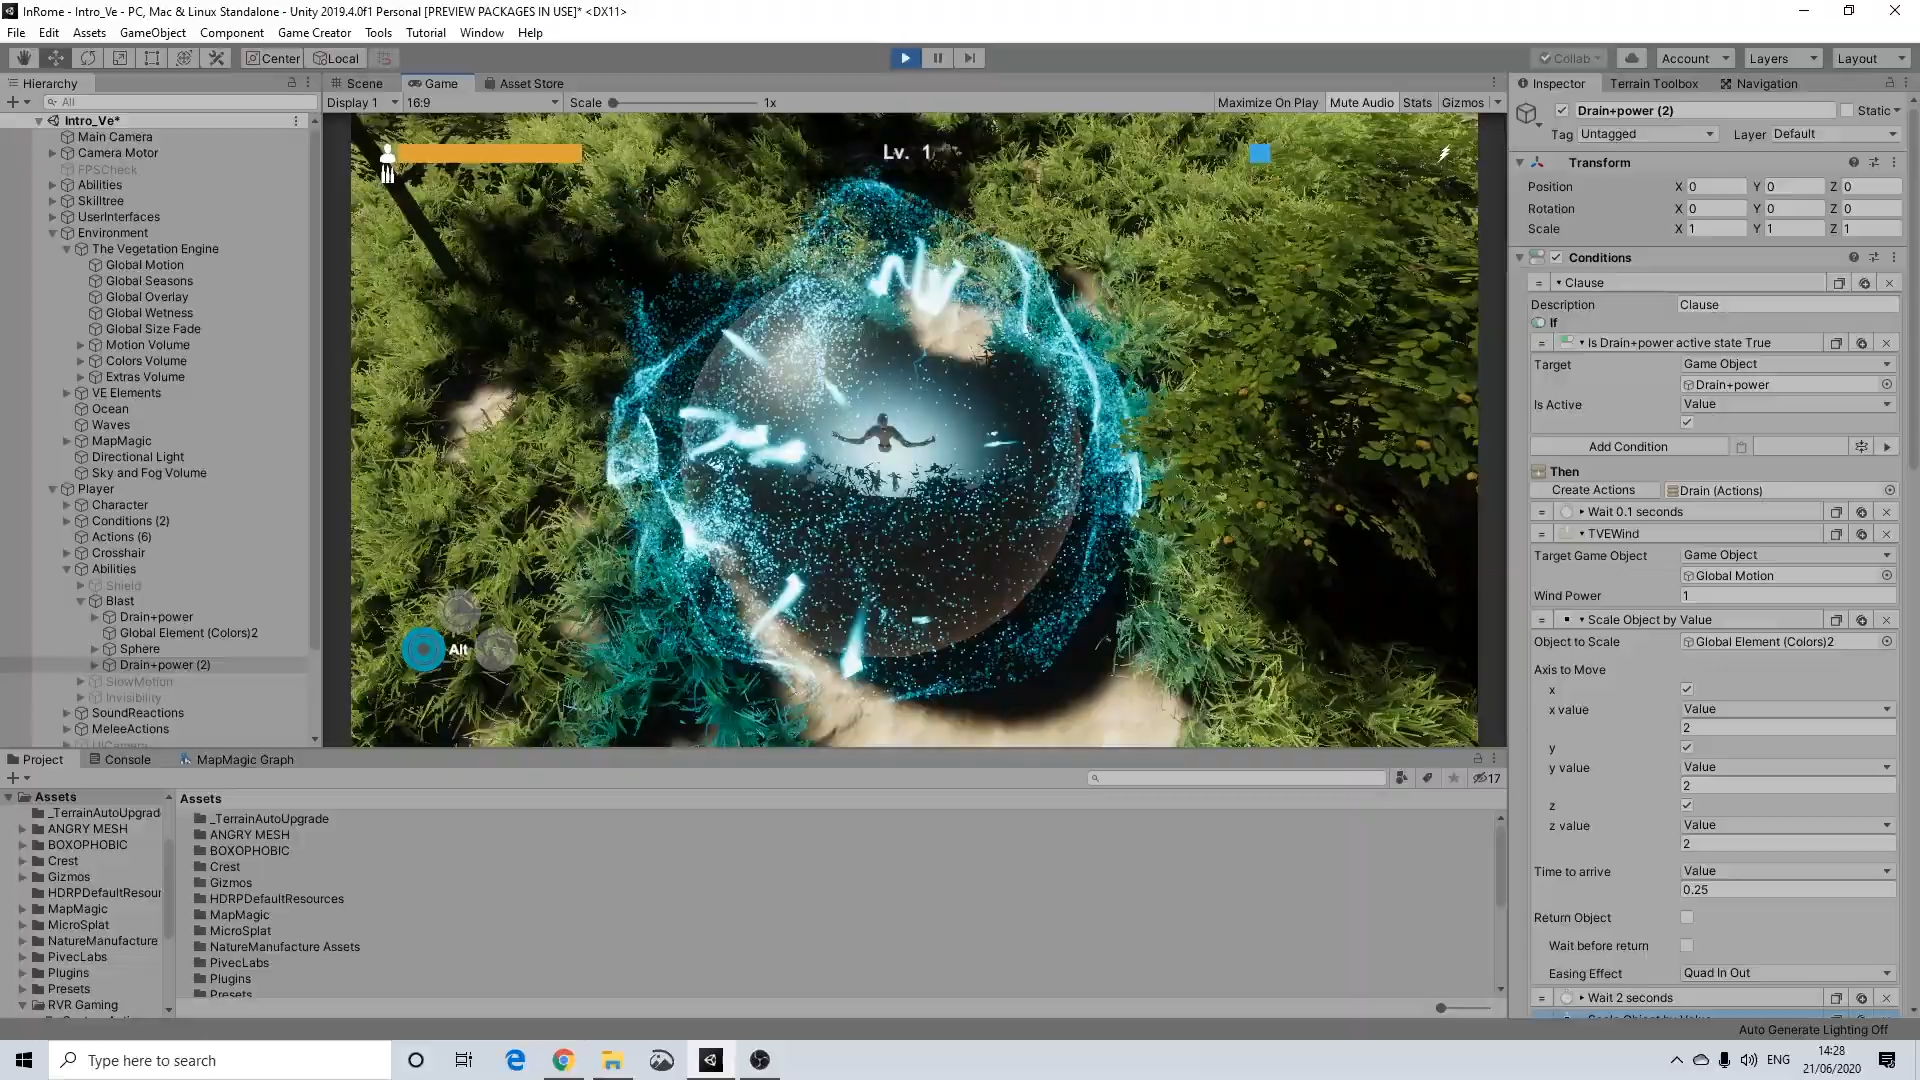 InRome - Intro_Ve - PC, Mac & Linux Standalone - Unity 2019.4.0f1 Personal [PREVIEW PACKAGES IN USE]* <DX11>
File Edit Assets GameObject Component Game Creator Tools Tutorial Window Help
Center Local Collab Account Layers Layout
Hierarchy
All
Intro_Ve*
Main Camera
Camera Motor
FPSCheck
Abilities
Skilltree
UserInterfaces
Environment
The Vegetation Engine
Global Motion
Global Seasons
Global Overlay
Global Wetness
Global Size Fade
Motion Volume
Colors Volume
Extras Volume
VE Elements
Ocean
Waves
MapMagic
Directional Light
Sky and Fog Volume
Player
Character
Conditions (2)
Actions (6)
Crosshair
Abilities
Shield
Blast
Drain+power
Global Element (Colors)2
Sphere
Drain+power (2)
SlowMotion
Invisibility
SoundReactions
MeleeActions
UICamera
Scene Game Asset Store
Display 1 16:9 Scale 1x Maximize On Play Mute Audio Stats Gizmos
Lv. 1
Alt
Inspector Terrain Toolbox Navigation
Drain+power (2) Static
Tag Untagged Layer Default
Transform
Position X 0 Y 0 Z 0
Rotation X 0 Y 0 Z 0
Scale X 1 Y 1 Z 1
Conditions
Clause
Description Clause
If
Is Drain+power active state True
Target Game Object
Drain+power
Is Active Value
Add Condition
Then
Create Actions Drain (Actions)
Wait 0.1 seconds
TVEWind
Target Game Object Game Object
Global Motion
Wind Power 1
Scale Object by Value
Object to Scale Global Element (Colors)2
Axis to Move
x
x value Value
2
y
y value Value
2
z
z value Value
2
Time to arrive Value
0.25
Return Object
Wait before return
Easing Effect Quad In Out
Wait 2 seconds
Scale Object by Value
Auto Generate Lighting Off
Project Console MapMagic Graph
17
Assets
_TerrainAutoUpgrad
ANGRY MESH
BOXOPHOBIC
Crest
Gizmos
HDRPDefaultResour
MapMagic
MicroSplat
NatureManufacture
PivecLabs
Plugins
Presets
RVR Gaming
Assets
_TerrainAutoUpgrade
ANGRY MESH
BOXOPHOBIC
Crest
Gizmos
HDRPDefaultResources
MapMagic
MicroSplat
NatureManufacture Assets
PivecLabs
Plugins
Presets
Type here to search
ENG
14:28
21/06/2020